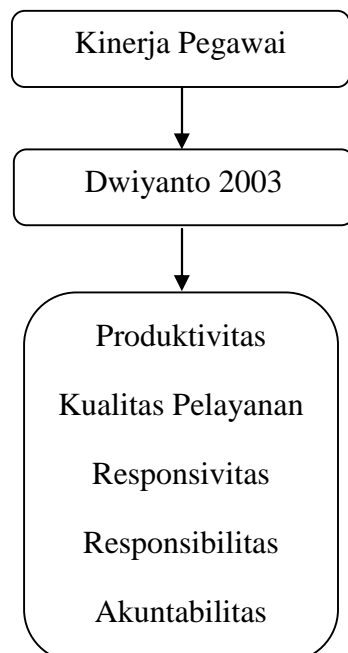 Kinerja Pegawai
Dwiyanto 2003
Produktivitas
Kualitas Pelayanan
Responsivitas
Responsibilitas
Akuntabilitas